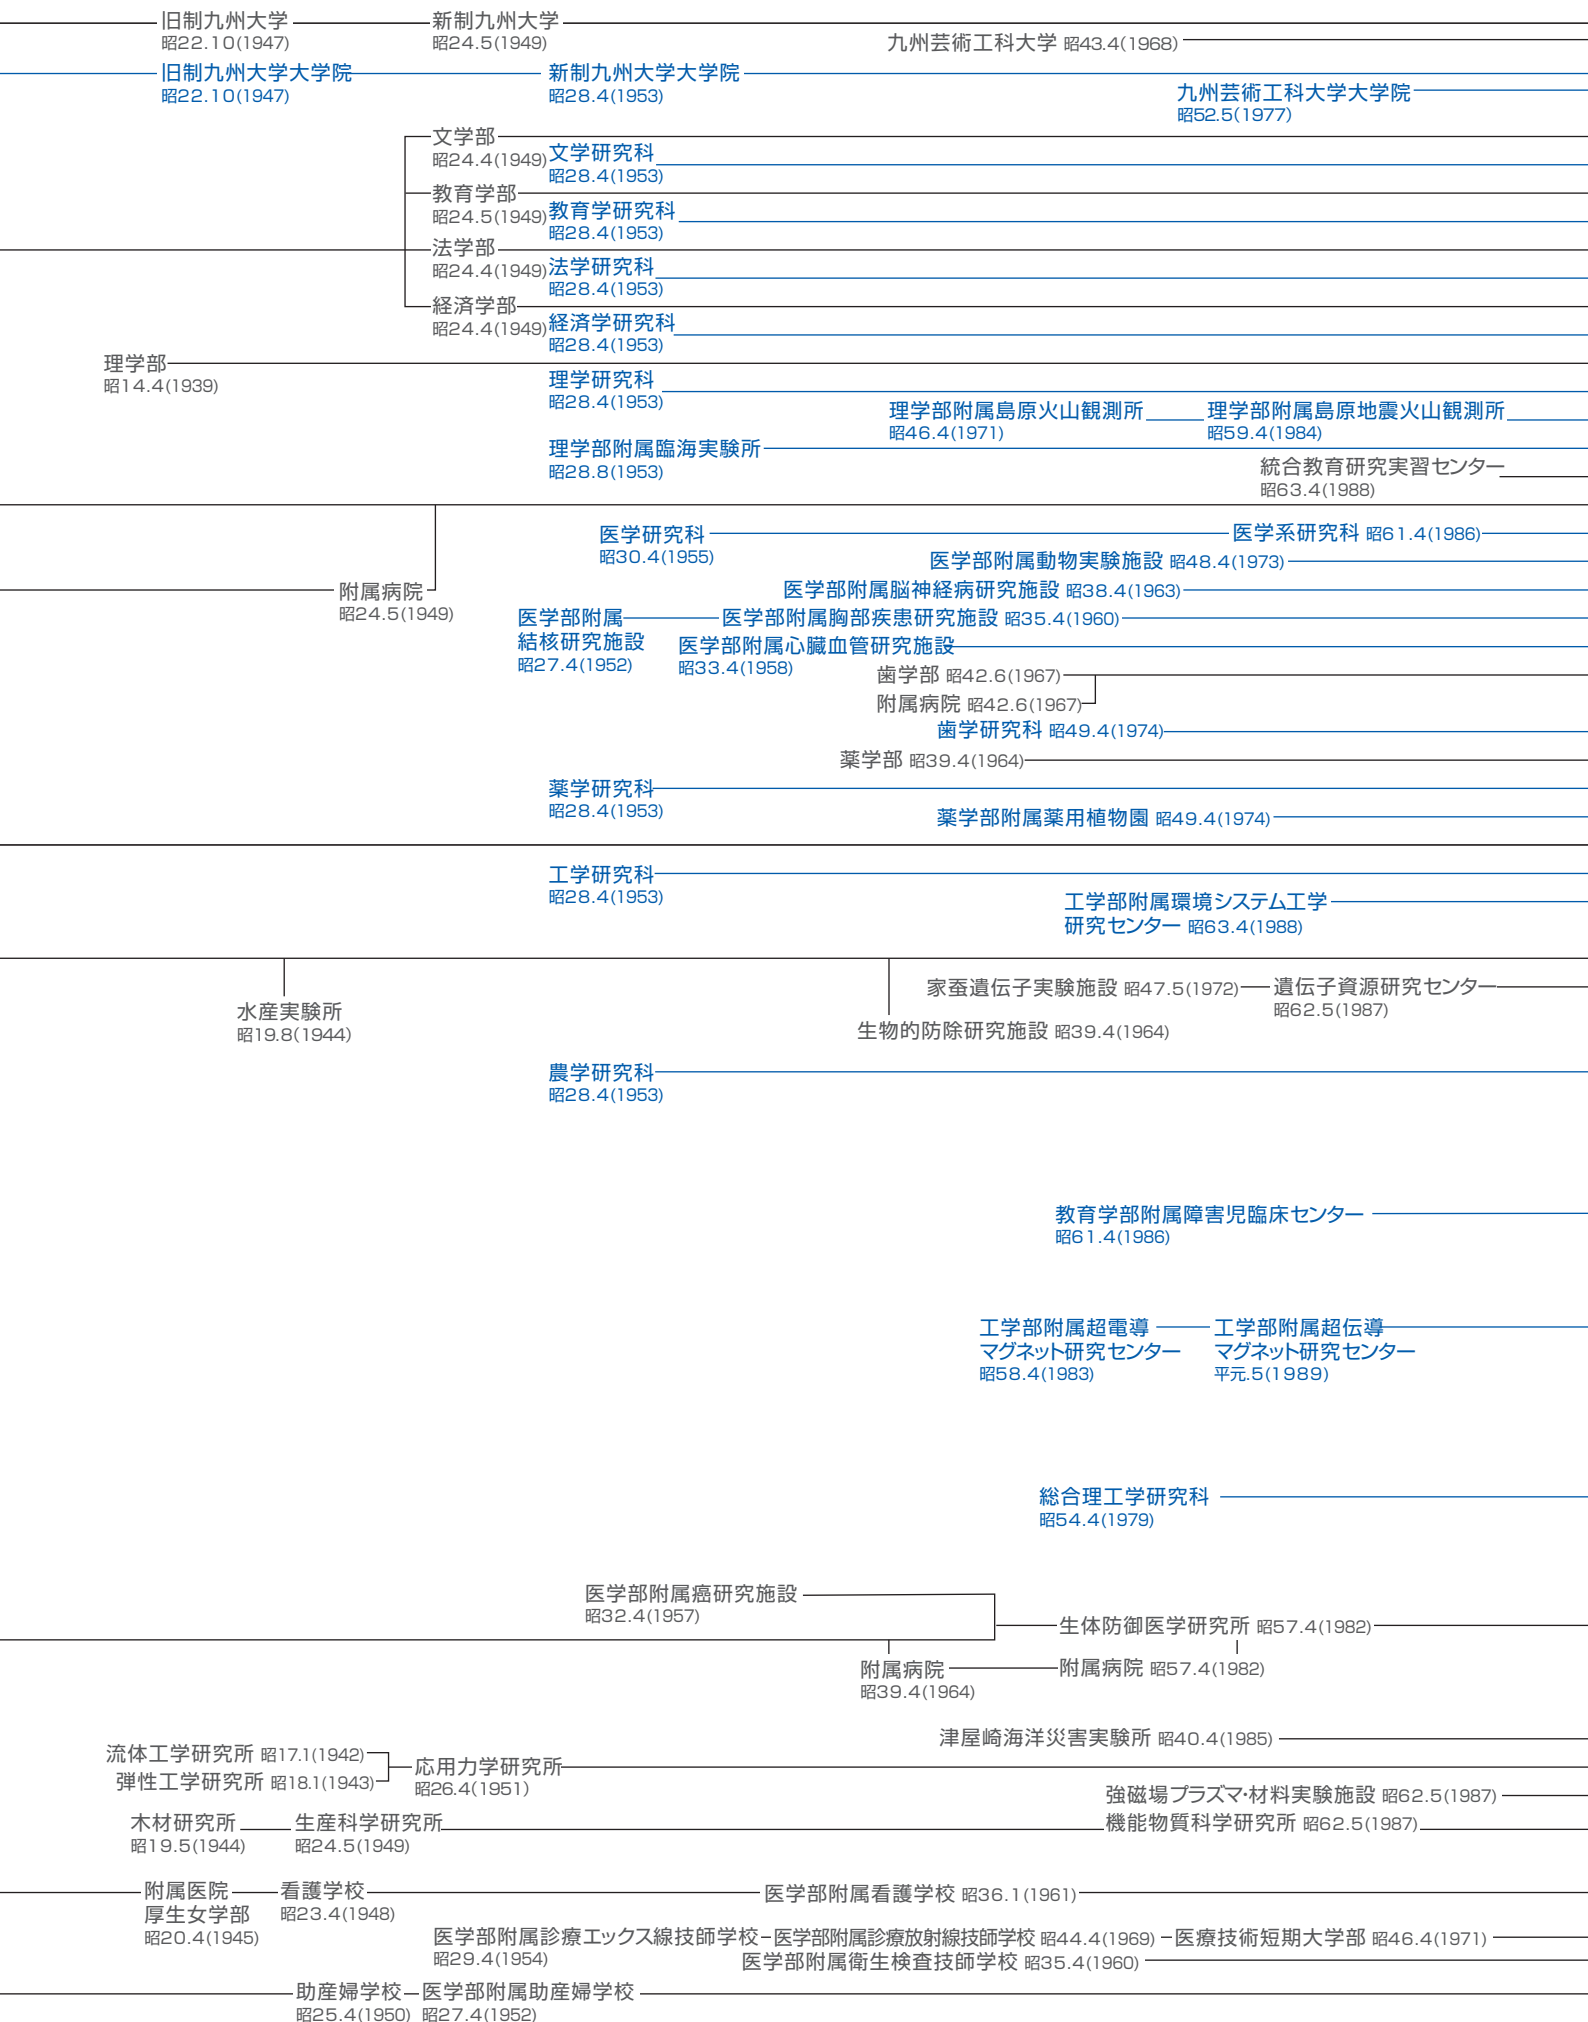 旧制九州大学
昭22.10(1947)
新制九州大学
昭24.5(1949)
九州芸術工科大学 昭43.4(1968)
旧制九州大学大学院
昭22.10(1947)
新制九州大学大学院
昭28.4(1953)
九州芸術工科大学大学院
昭52.5(1977)
文学部
昭24.4(1949)
文学研究科
昭28.4(1953)
教育学部
昭24.5(1949)
教育学研究科
昭28.4(1953)
法学部
昭24.4(1949)
法学研究科
昭28.4(1953)
経済学部
昭24.4(1949)
経済学研究科
昭28.4(1953)
理学部
昭14.4(1939)
理学研究科
昭28.4(1953)
理学部附属島原火山観測所
昭46.4(1971)
理学部附属島原地震火山観測所
昭59.4(1984)
理学部附属臨海実験所
昭28.8(1953)
統合教育研究実習センター
昭63.4(1988)
医学研究科
昭30.4(1955)
医学系研究科 昭61.4(1986)
医学部附属動物実験施設 昭48.4(1973)
附属病院
昭24.5(1949)
医学部附属脳神経病研究施設 昭38.4(1963)
医学部附属
結核研究施設
昭27.4(1952)
医学部附属胸部疾患研究施設 昭35.4(1960)
医学部附属心臓血管研究施設
昭33.4(1958)
歯学部 昭42.6(1967)
附属病院 昭42.6(1967)
歯学研究科 昭49.4(1974)
薬学部 昭39.4(1964)
薬学研究科
昭28.4(1953)
薬学部附属薬用植物園 昭49.4(1974)
工学研究科
昭28.4(1953)
工学部附属環境システム工学
研究センター 昭63.4(1988)
水産実験所
昭19.8(1944)
家蚕遺伝子実験施設 昭47.5(1972)
遺伝子資源研究センター
昭62.5(1987)
生物的防除研究施設 昭39.4(1964)
農学研究科
昭28.4(1953)
教育学部附属障害児臨床センター
昭61.4(1986)
工学部附属超電導
マグネット研究センター
昭58.4(1983)
工学部附属超伝導
マグネット研究センター
平元.5(1989)
総合理工学研究科
昭54.4(1979)
医学部附属癌研究施設
昭32.4(1957)
生体防御医学研究所 昭57.4(1982)
附属病院
昭39.4(1964)
附属病院 昭57.4(1982)
津屋崎海洋災害実験所 昭40.4(1985)
流体工学研究所 昭17.1(1942)
弾性工学研究所 昭18.1(1943)
応用力学研究所
昭26.4(1951)
強磁場プラズマ・材料実験施設 昭62.5(1987)
木材研究所
昭19.5(1944)
生産科学研究所
昭24.5(1949)
機能物質科学研究所 昭62.5(1987)
附属医院
厚生女学部
昭20.4(1945)
看護学校
昭23.4(1948)
医学部附属看護学校 昭36.1(1961)
医学部附属診療エックス線技師学校
昭29.4(1954)
医学部附属診療放射線技師学校 昭44.4(1969)
医療技術短期大学部 昭46.4(1971)
医学部附属衛生検査技師学校 昭35.4(1960)
助産婦学校
昭25.4(1950)
医学部附属助産婦学校
昭27.4(1952)